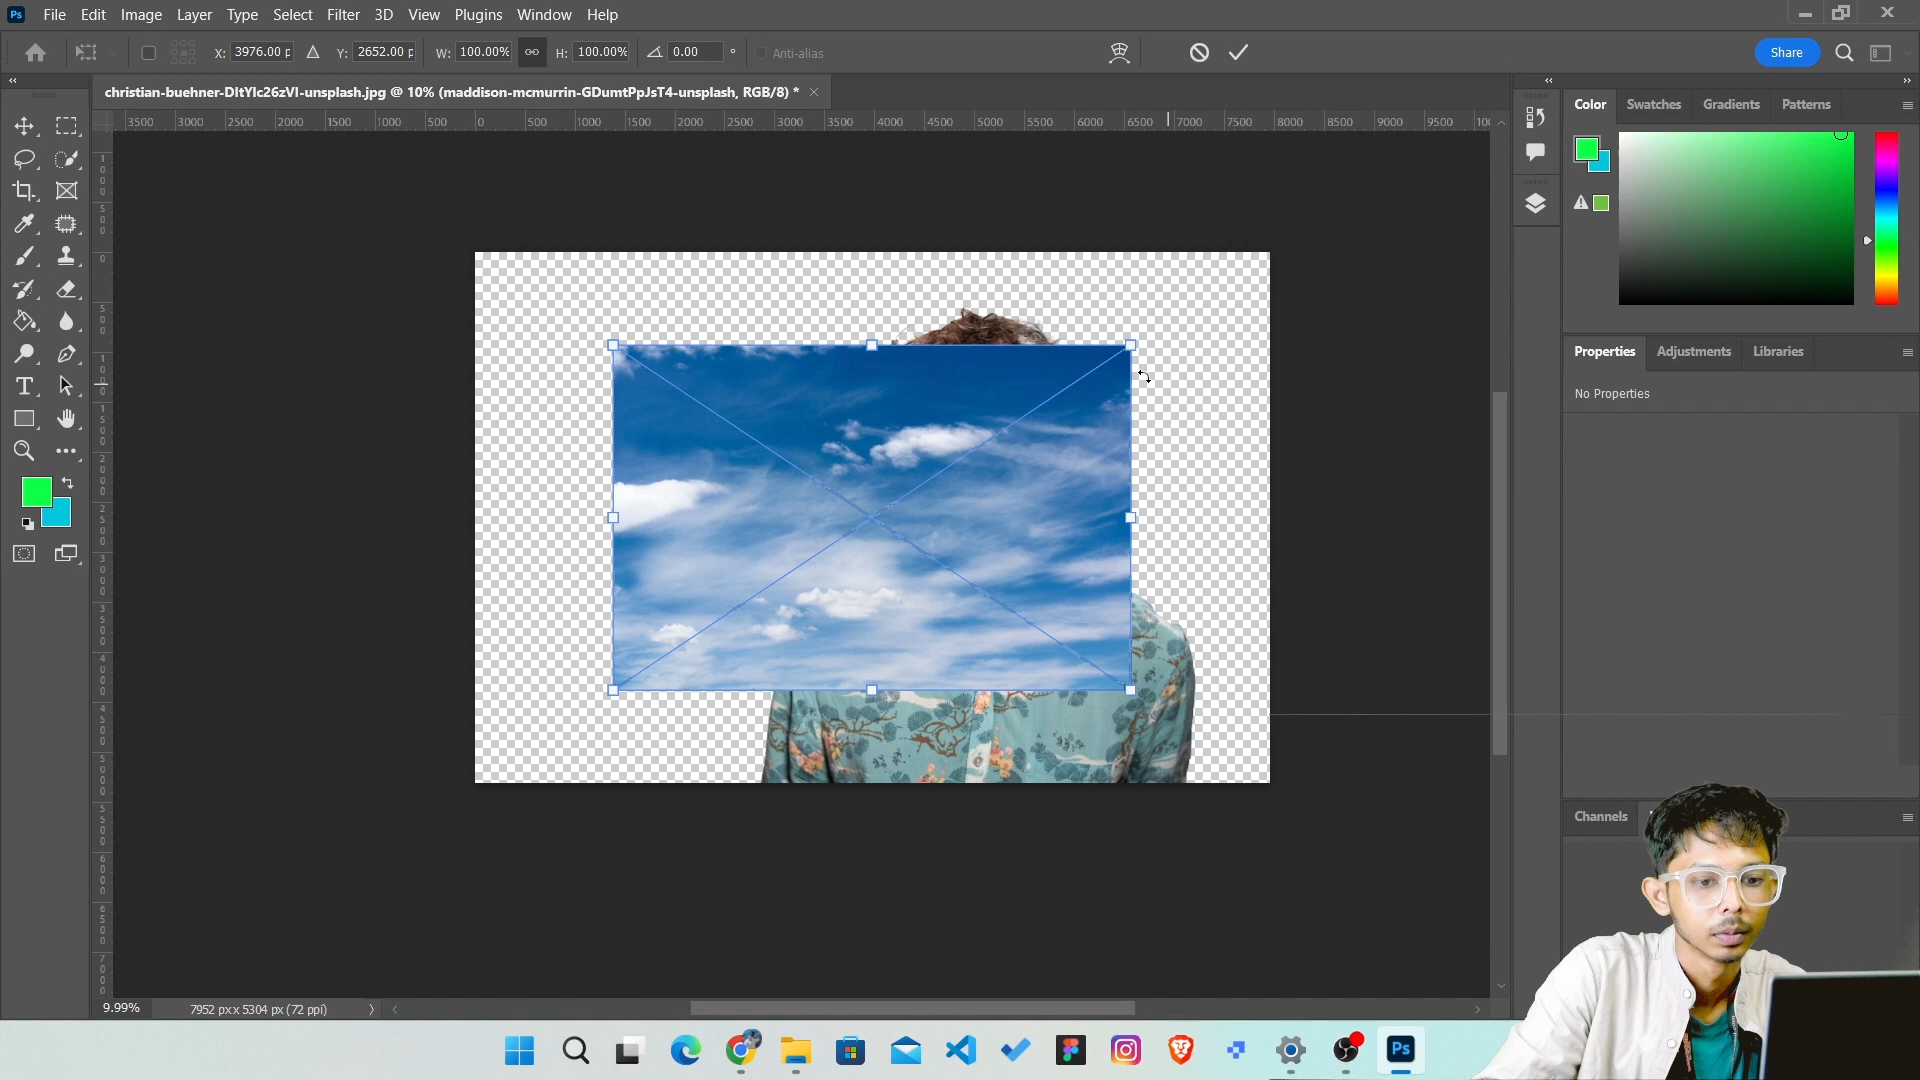 Ps File Edit Image Layer Type Select Filter 3D View Plugins Window Help
X: 3976.00 p Y: 2652.00 p W: 100.00% H: 100.00% 0.00 ° Anti-alias Share
christian-buehner-DItYlc26zVI-unsplash.jpg @ 10% (maddison-mcmurrin-GDumtPpJsT4-unsplash, RGB/8) *
3500 3000 2500 2000 1500 1000 500 0 500 1000 1500 2000 2500 3000 3500 4000 4500 5000 5500 6000 6500 7000 7500 8000 8500 9000 9500
Color Swatches Gradients Patterns
Properties Adjustments Libraries
No Properties
Channels
9.99% 7952 px x 5304 px (72 ppi)
Ps